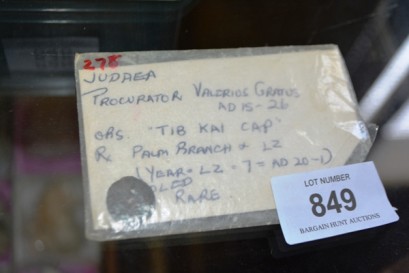 278
JUDAEA
PROCURATOR VALERIOS GRATUS
AD 15-26
OBS. 'TIB KAI CAP'
R PALM BRANCH + LZ
(YEAR = LZ = 7 = AD 20-1)
RARE
LOT NUMBER
849
BARGAIN HUNT AUCTIONS